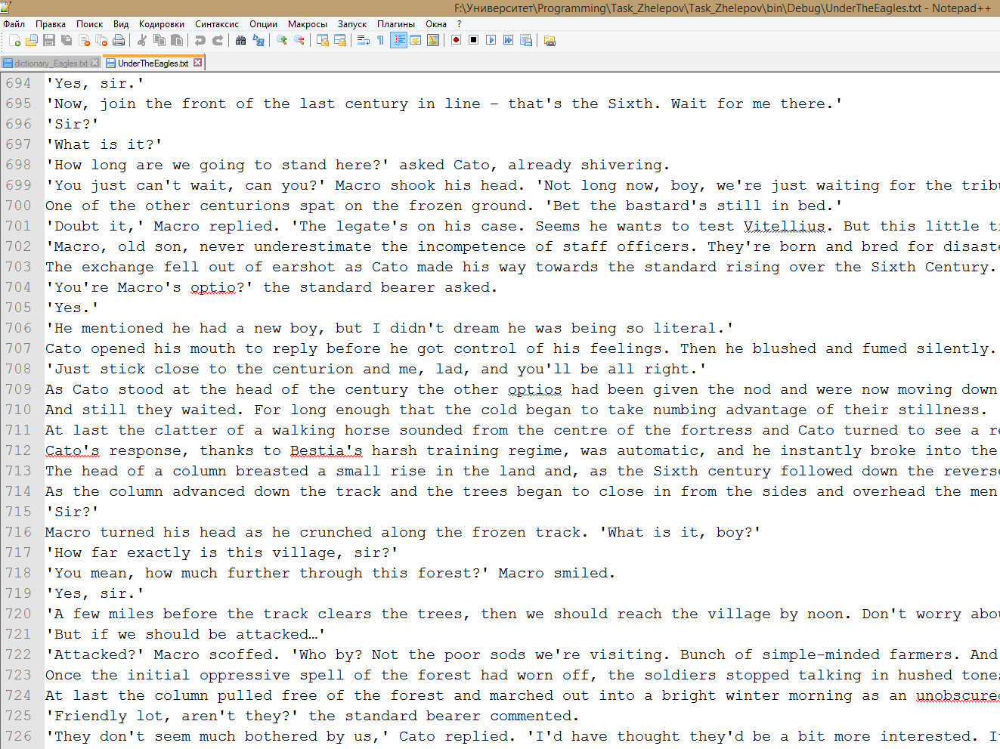 F:\Университет\Programming\Task_Zhelepov\Task_Zhelepov\bin\Debug\UnderTheEagles.txt - Notepad++
Файл Правка Поиск Вид Кодировки Синтаксис Опции Макросы Запуск Плагины Окна ?
dictionary_Eagles.txt UnderTheEagles.txt
694 'Yes, sir.'
695 'Now, join the front of the last century in line – that's the Sixth. Wait for me there.'
696 'Sir?'
697 'What is it?'
698 'How long are we going to stand here?' asked Cato, already shivering.
699 'You just can't wait, can you?' Macro shook his head. 'Not long now, boy, we're just waiting for the tribu
700 One of the other centurions spat on the frozen ground. 'Bet the bastard's still in bed.'
701 'Doubt it,' Macro replied. 'The legate's on his case. Seems he wants to test Vitellius. But this little t
702 'Macro, old son, never underestimate the incompetence of staff officers. They're born and bred for disast
703 The exchange fell out of earshot as Cato made his way towards the standard rising over the Sixth Century.
704 'You're Macro's optio?' the standard bearer asked.
705 'Yes.'
706 'He mentioned he had a new boy, but I didn't dream he was being so literal.'
707 Cato opened his mouth to reply before he got control of his feelings. Then he blushed and fumed silently.
708 'Just stick close to the centurion and me, lad, and you'll be all right.'
709 As Cato stood at the head of the century the other optios had been given the nod and were now moving down
710 And still they waited. For long enough that the cold began to take numbing advantage of their stillness.
711 At last the clatter of a walking horse sounded from the centre of the fortress and Cato turned to see a r
712 Cato's response, thanks to Bestia's harsh training regime, was automatic, and he instantly broke into the
713 The head of a column breasted a small rise in the land and, as the Sixth century followed down the revers
714 As the column advanced down the track and the trees began to close in from the sides and overhead the men
715 'Sir?'
716 Macro turned his head as he crunched along the frozen track. 'What is it, boy?'
717 'How far exactly is this village, sir?'
718 'You mean, how much further through this forest?' Macro smiled.
719 'Yes, sir.'
720 'A few miles before the track clears the trees, then we should reach the village by noon. Don't worry abo
721 'But if we should be attacked…'
722 'Attacked?' Macro scoffed. 'Who by? Not the poor sods we're visiting. Bunch of simple-minded farmers. And
723 Once the initial oppressive spell of the forest had worn off, the soldiers stopped talking in hushed tone
724 At last the column pulled free of the forest and marched out into a bright winter morning as an unobscured
725 'Friendly lot, aren't they?' the standard bearer commented.
726 'They don't seem much bothered by us,' Cato replied. 'I'd have thought they'd be a bit more interested. I